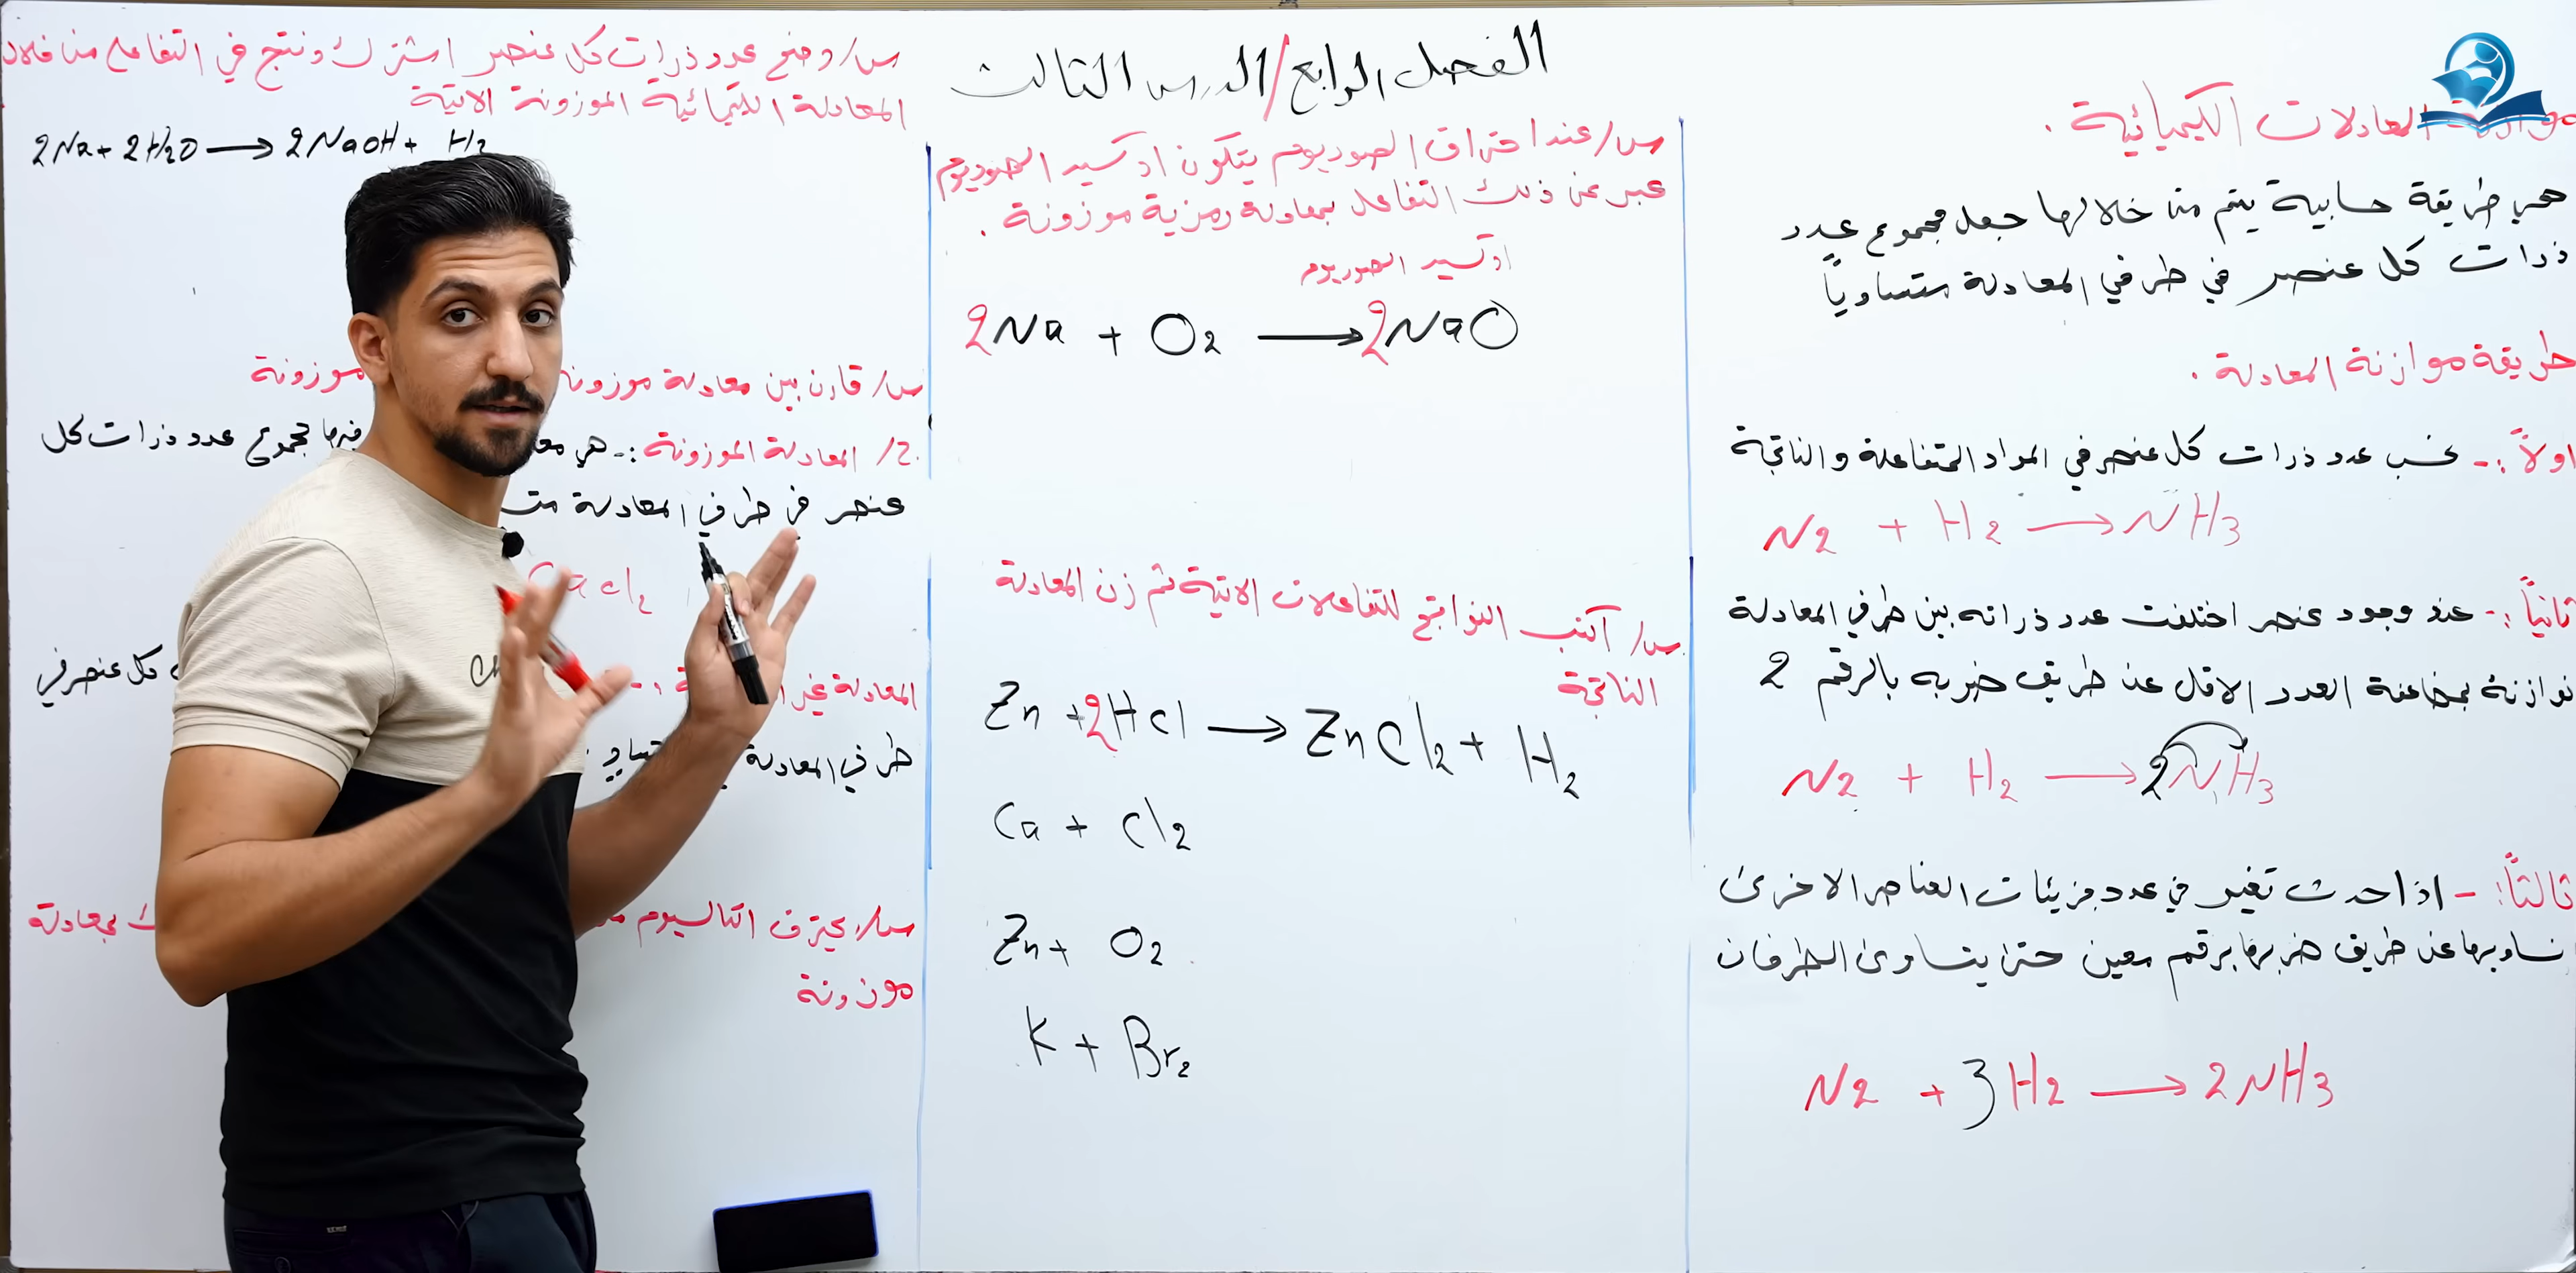 الفصل الرابع/الدرس الثالث
المعادلات الكيميائية .
هي طريقة حسابية يتم من خلالها جعل مجموع عدد
ذرات كل عنصر في طرفي المعادلة متساوياً
طريقة موازنة المعادلة .
اولاً :- نحسب عدد ذرات كل عنصر في المواد المتفاعلة والناتجة
N2 + H2 → NH3
ثانياً :- عند وجود عنصر اختلفت عدد ذراته بين طرفي المعادلة
نوازنة بمضاعفة العدد الاقل عن طريق ضربه بالرقم 2
N2 + H2 → 2NH3
ثالثاً :- اذا حدث تغير في عدد جزيئات العناصر الاخرى
نساويها عن طريق ضربها برقم معين حتى يتساوى الطرفان
N2 + 3H2 → 2NH3
س/ عند احتراق الصوديوم يتكون اوكسيد الصوديوم
عبر عن ذلك التفاعل بمعادلة رمزية موزونة .
اوكسيد الصوديوم
2Na + O2 → 2NaO
س/ اكتب النواتج للتفاعلات الاتية ثم زن المعادلة
الناتجة
Zn + 2HCl → ZnCl2 + H2
Ca + Cl2
Zn + O2
K + Br2
س/ وضح عدد ذرات كل عنصر اشترك ونتج في التفاعل من خلال
المعادلة الكيميائية الموزونة الاتية
2Na + 2H2O → 2NaOH + H2
س/ قارن بين معادلة موزونة موزونة
ج/ المعادلة الموزونة :- هي فيها مجموع عدد ذرات كل
عنصر في طرفي المعادلة
Cl2
المعادلة كل عنصر في
طرفي المعادلة
س/ يحترق البوتاسيوم بمعادلة
موزونة